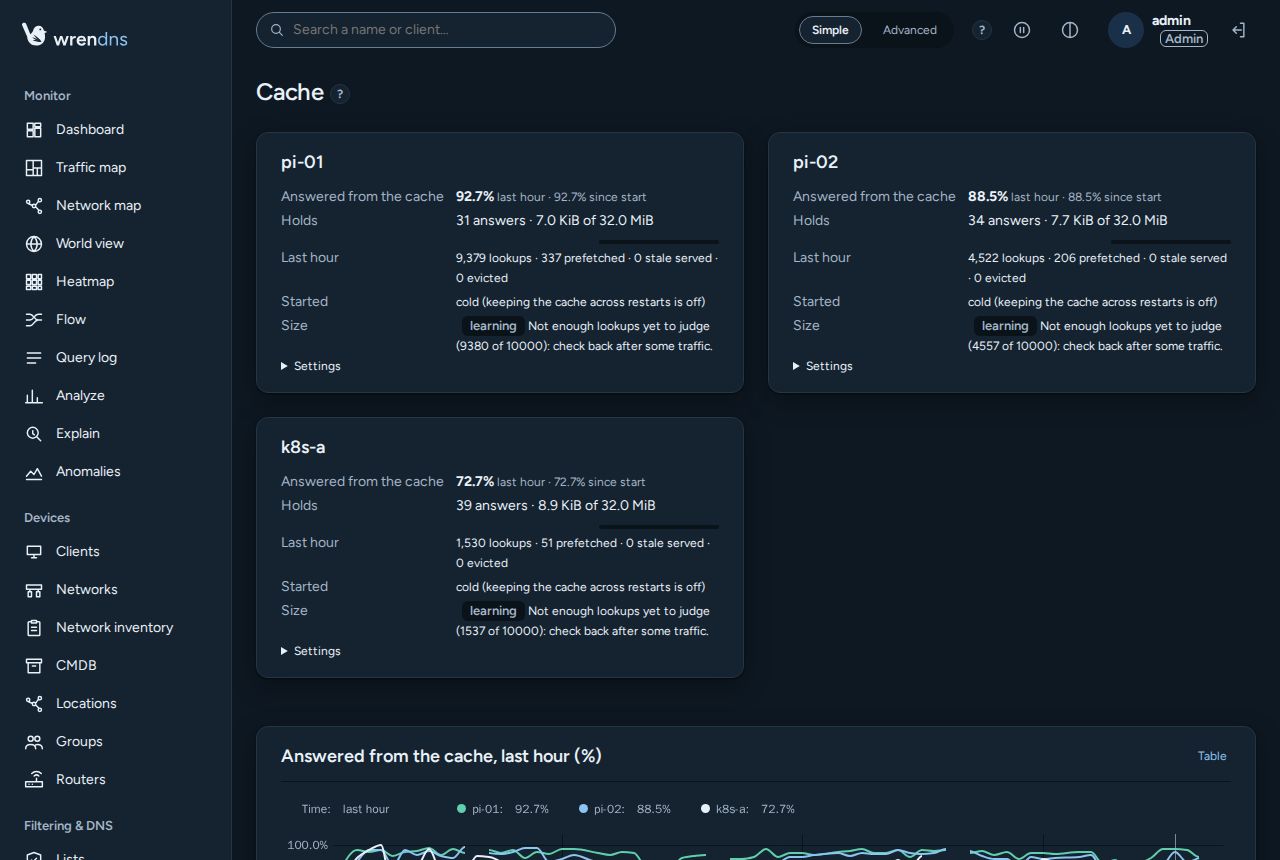 wrendns
Search a name or client...
Simple
Advanced
?
A
admin
Admin
Monitor
Dashboard
Traffic map
Network map
World view
Heatmap
Flow
Query log
Analyze
Explain
Anomalies
Devices
Clients
Networks
Network inventory
CMDB
Locations
Groups
Routers
Filtering & DNS
Lists
Cache ?
pi-01
Answered from the cache 92.7% last hour · 92.7% since start
Holds 31 answers · 7.0 KiB of 32.0 MiB
Last hour 9,379 lookups · 337 prefetched · 0 stale served ·
0 evicted
Started cold (keeping the cache across restarts is off)
Size learning Not enough lookups yet to judge
(9380 of 10000): check back after some traffic.
Settings
pi-02
Answered from the cache 88.5% last hour · 88.5% since start
Holds 34 answers · 7.7 KiB of 32.0 MiB
Last hour 4,522 lookups · 206 prefetched · 0 stale served
· 0 evicted
Started cold (keeping the cache across restarts is off)
Size learning Not enough lookups yet to judge
(4557 of 10000): check back after some traffic.
Settings
k8s-a
Answered from the cache 72.7% last hour · 72.7% since start
Holds 39 answers · 8.9 KiB of 32.0 MiB
Last hour 1,530 lookups · 51 prefetched · 0 stale served ·
0 evicted
Started cold (keeping the cache across restarts is off)
Size learning Not enough lookups yet to judge
(1537 of 10000): check back after some traffic.
Settings
Answered from the cache, last hour (%)
Table
Time: last hour pi-01: 92.7% pi-02: 88.5% k8s-a: 72.7%
100.0%